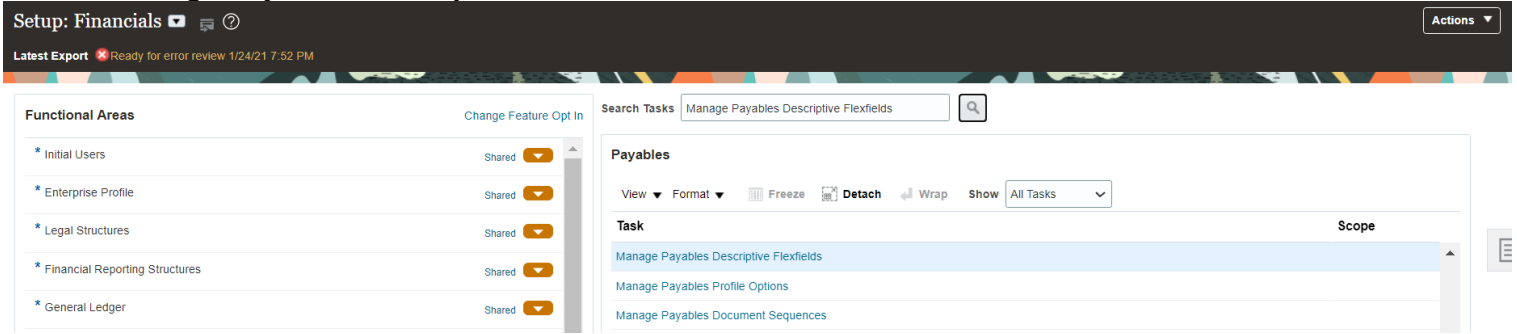 Setup: Financials
Actions
Latest Export Ready for error review 1/24/21 7:52 PM
Functional Areas
Change Feature Opt In
* Initial Users
Shared
* Enterprise Profile
Shared
* Legal Structures
Shared
* Financial Reporting Structures
Shared
* General Ledger
Shared
Search Tasks Manage Payables Descriptive Flexfields
Payables
View Format Freeze Detach Wrap Show All Tasks
Task Scope
Manage Payables Descriptive Flexfields
Manage Payables Profile Options
Manage Payables Document Sequences